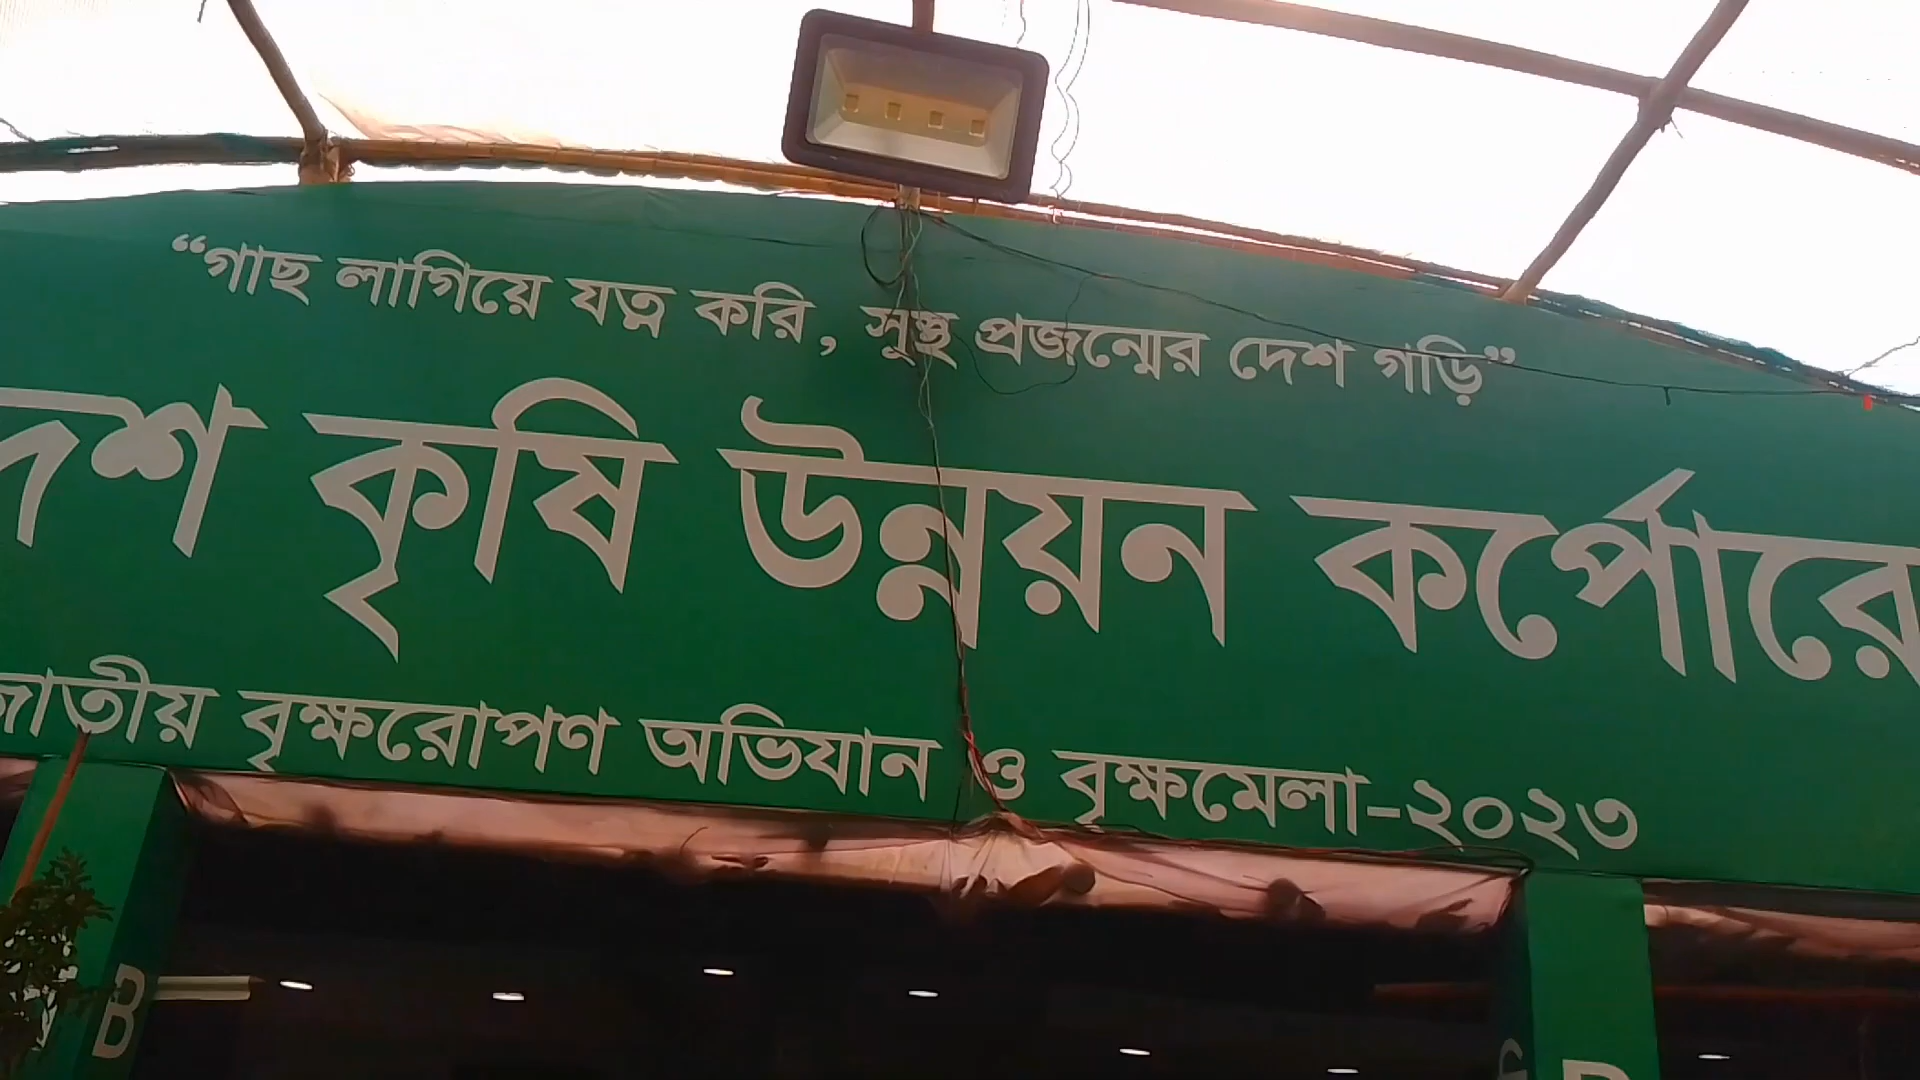 “গাছ লাগিয়ে যত্ন করি, সুস্থ প্রজন্মের দেশ গড়ি”
দেশ কৃষি উন্নয়ন কর্পোরে
জাতীয় বৃক্ষরোপণ অভিযান ও বৃক্ষমেলা-২০২৩
B